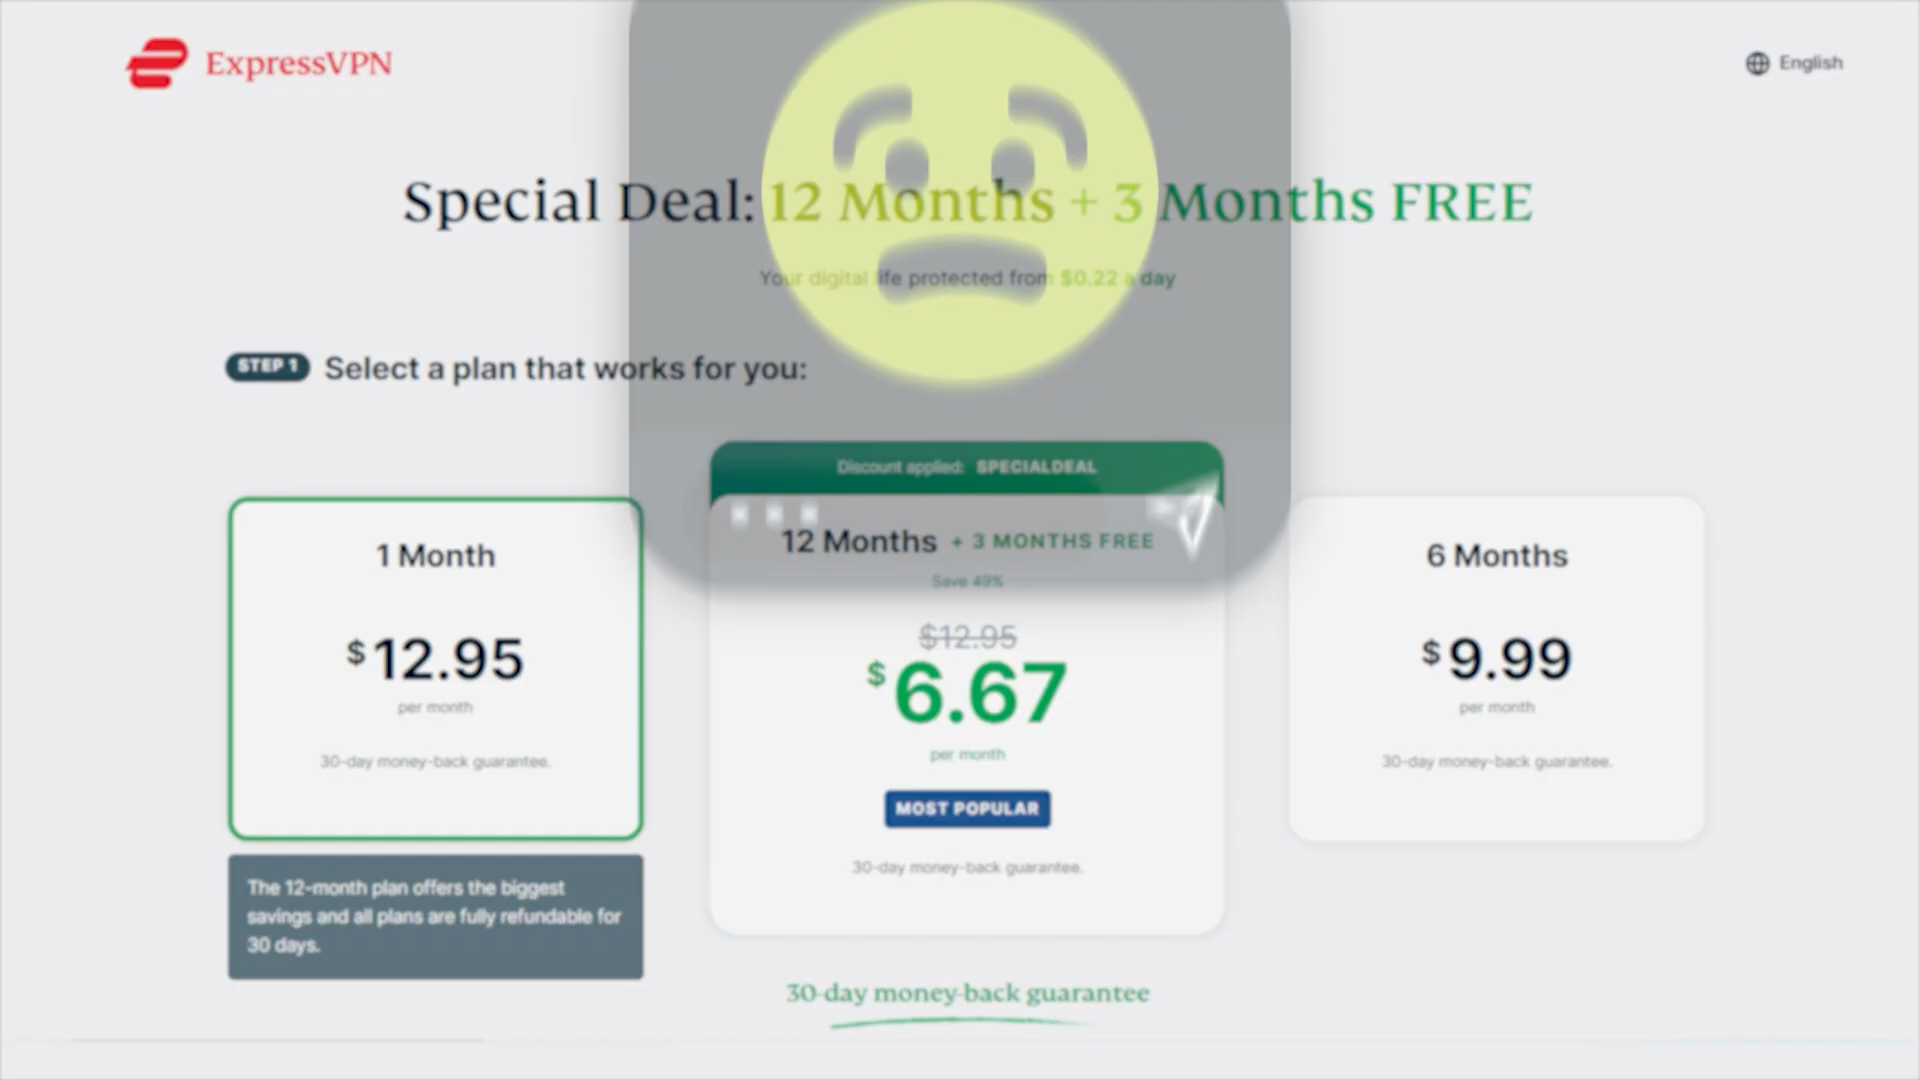 ExpressVPN
English
Special Deal: 12 Months + 3 Months FREE
Your digital life protected from $0.22 a day
STEP 1 Select a plan that works for you:
1 Month
$12.95
per month
30-day money-back guarantee.
The 12-month plan offers the biggest
savings and all plans are fully refundable for
30 days.
Discount applied: SPECIALDEAL
12 Months + 3 MONTHS FREE
Save 49%
$12.95
$6.67
per month
MOST POPULAR
30-day money-back guarantee.
6 Months
$9.99
per month
30-day money-back guarantee.
30-day money-back guarantee